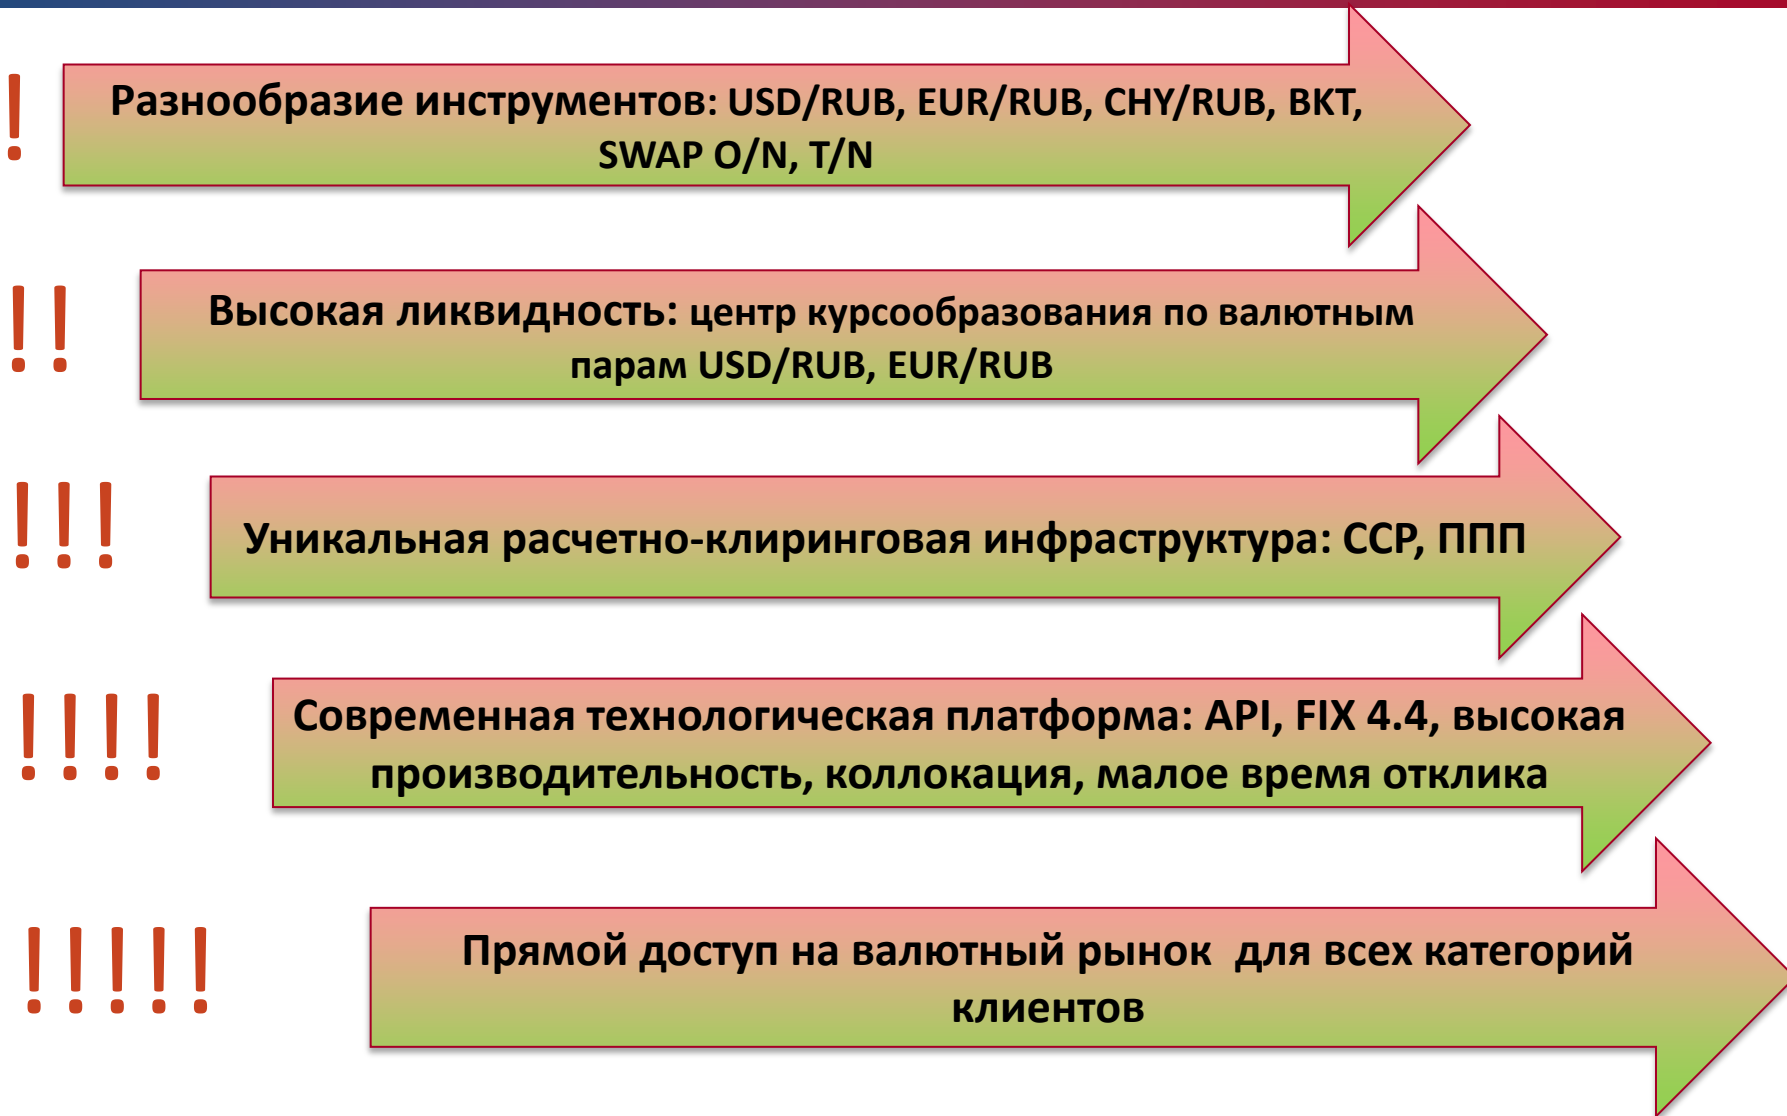 !
Разнообразие инструментов: USD/RUB, EUR/RUB, CHY/RUB, BKT,
SWAP O/N, T/N
!!
Высокая ликвидность: центр курсообразования по валютным
парам USD/RUB, EUR/RUB
!!!
Уникальная расчетно-клиринговая инфраструктура: ССР, ППП
!!!!
Современная технологическая платформа: API, FIX 4.4, высокая
производительность, коллокация, малое время отклика
!!!!!
Прямой доступ на валютный рынок для всех категорий
клиентов